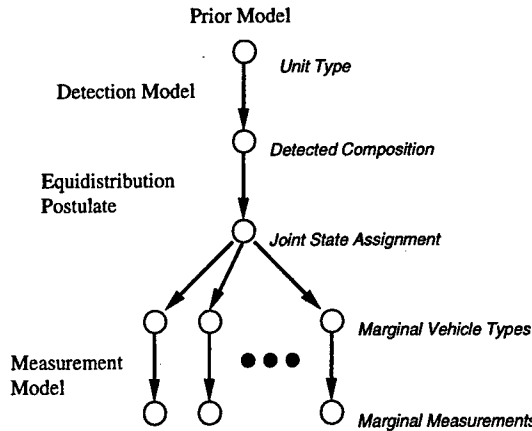 Prior Model
Unit Type
Detection Model
Detected Composition
Equidistribution
Postulate
Joint State Assignment
Marginal Vehicle Types
Measurement
Model
Marginal Measurements